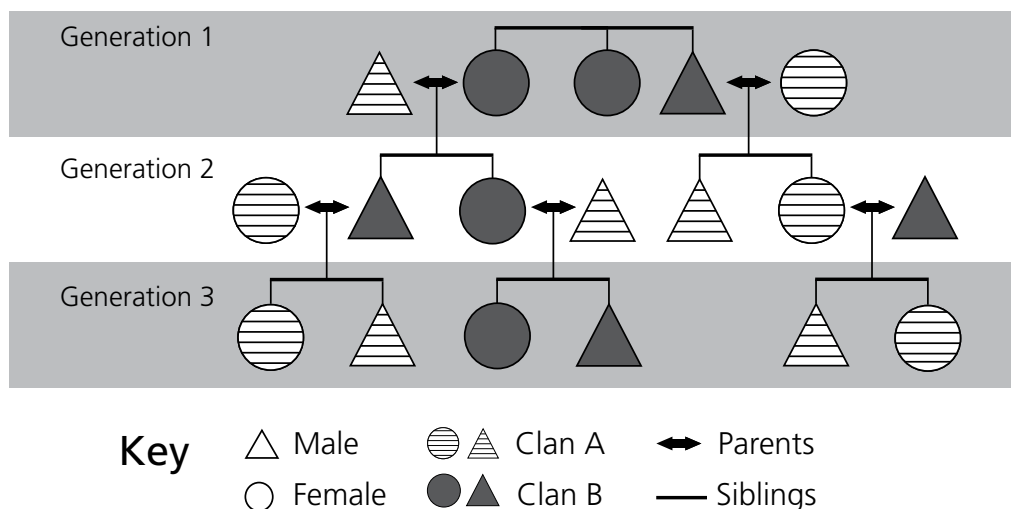 Generation 1
Generation 2
Generation 3
Key
Male
Clan A
Parents
Female
Clan B
Siblings